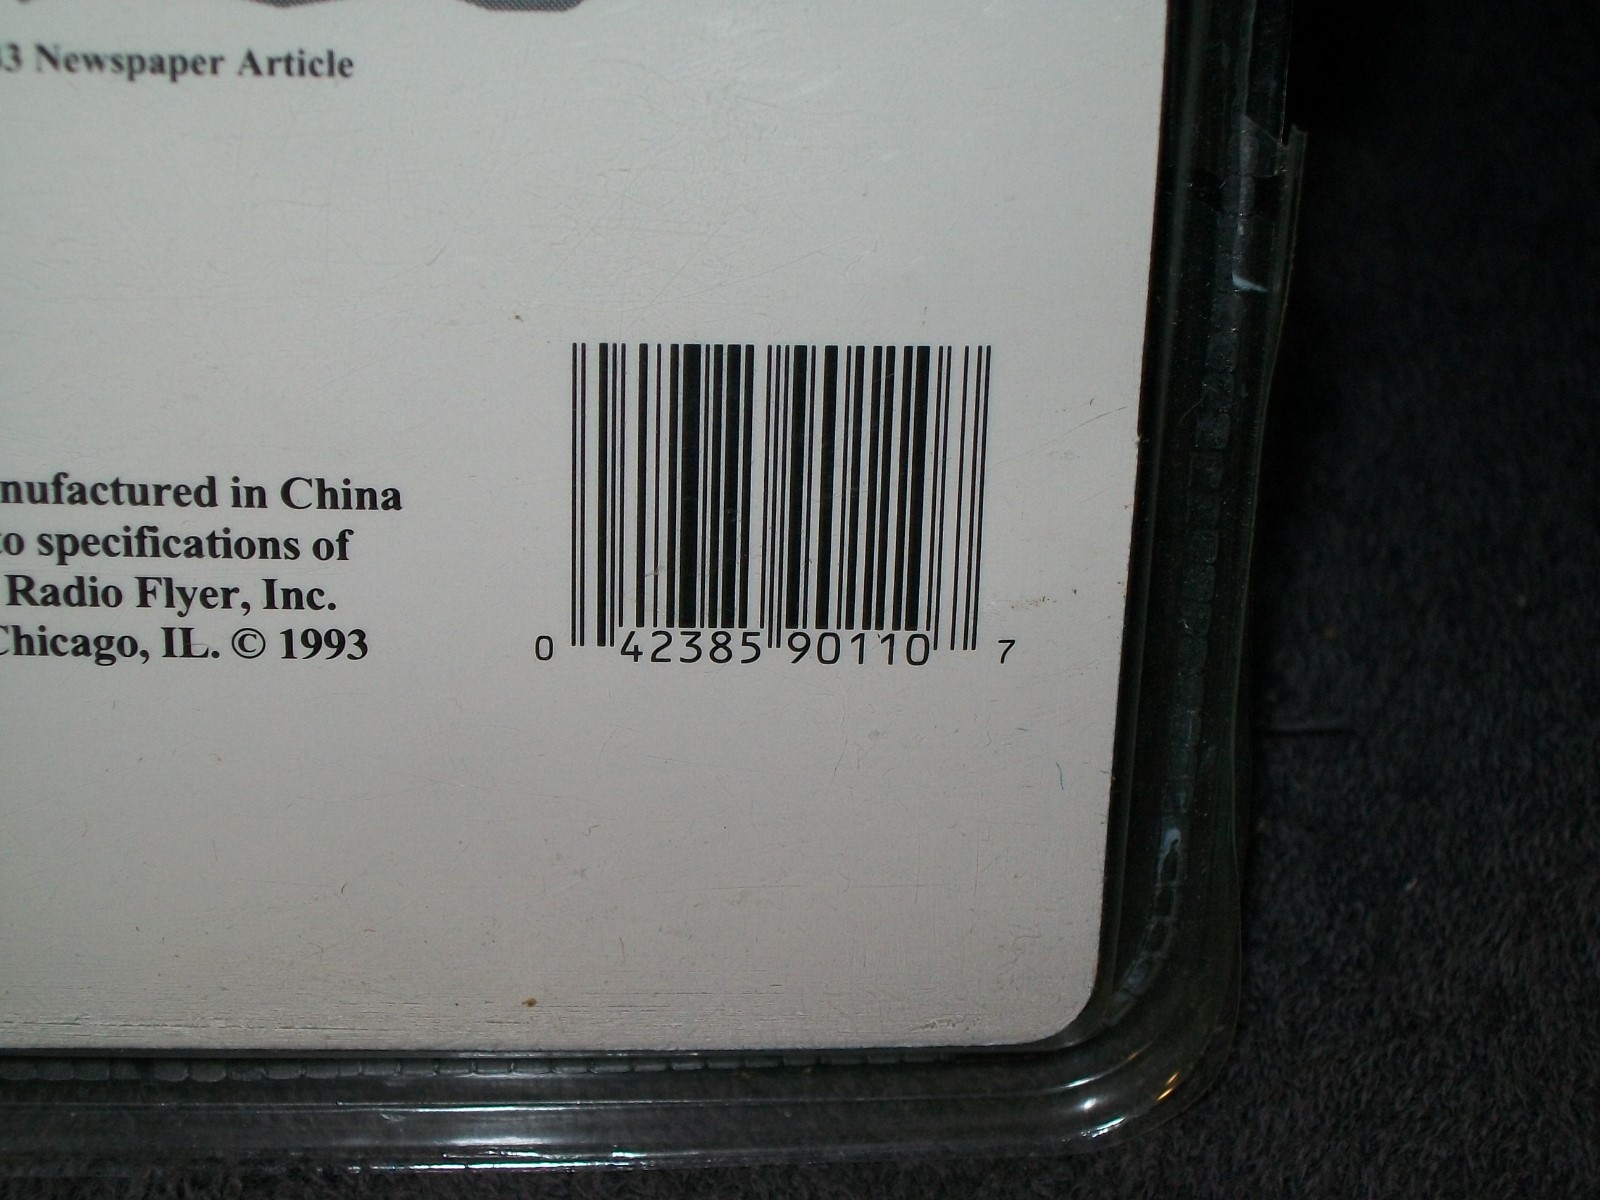 3 Newspaper Article
nufactured in China
to specifications of
Radio Flyer, Inc.
Chicago, IL. © 1993
0 42385 90110 7